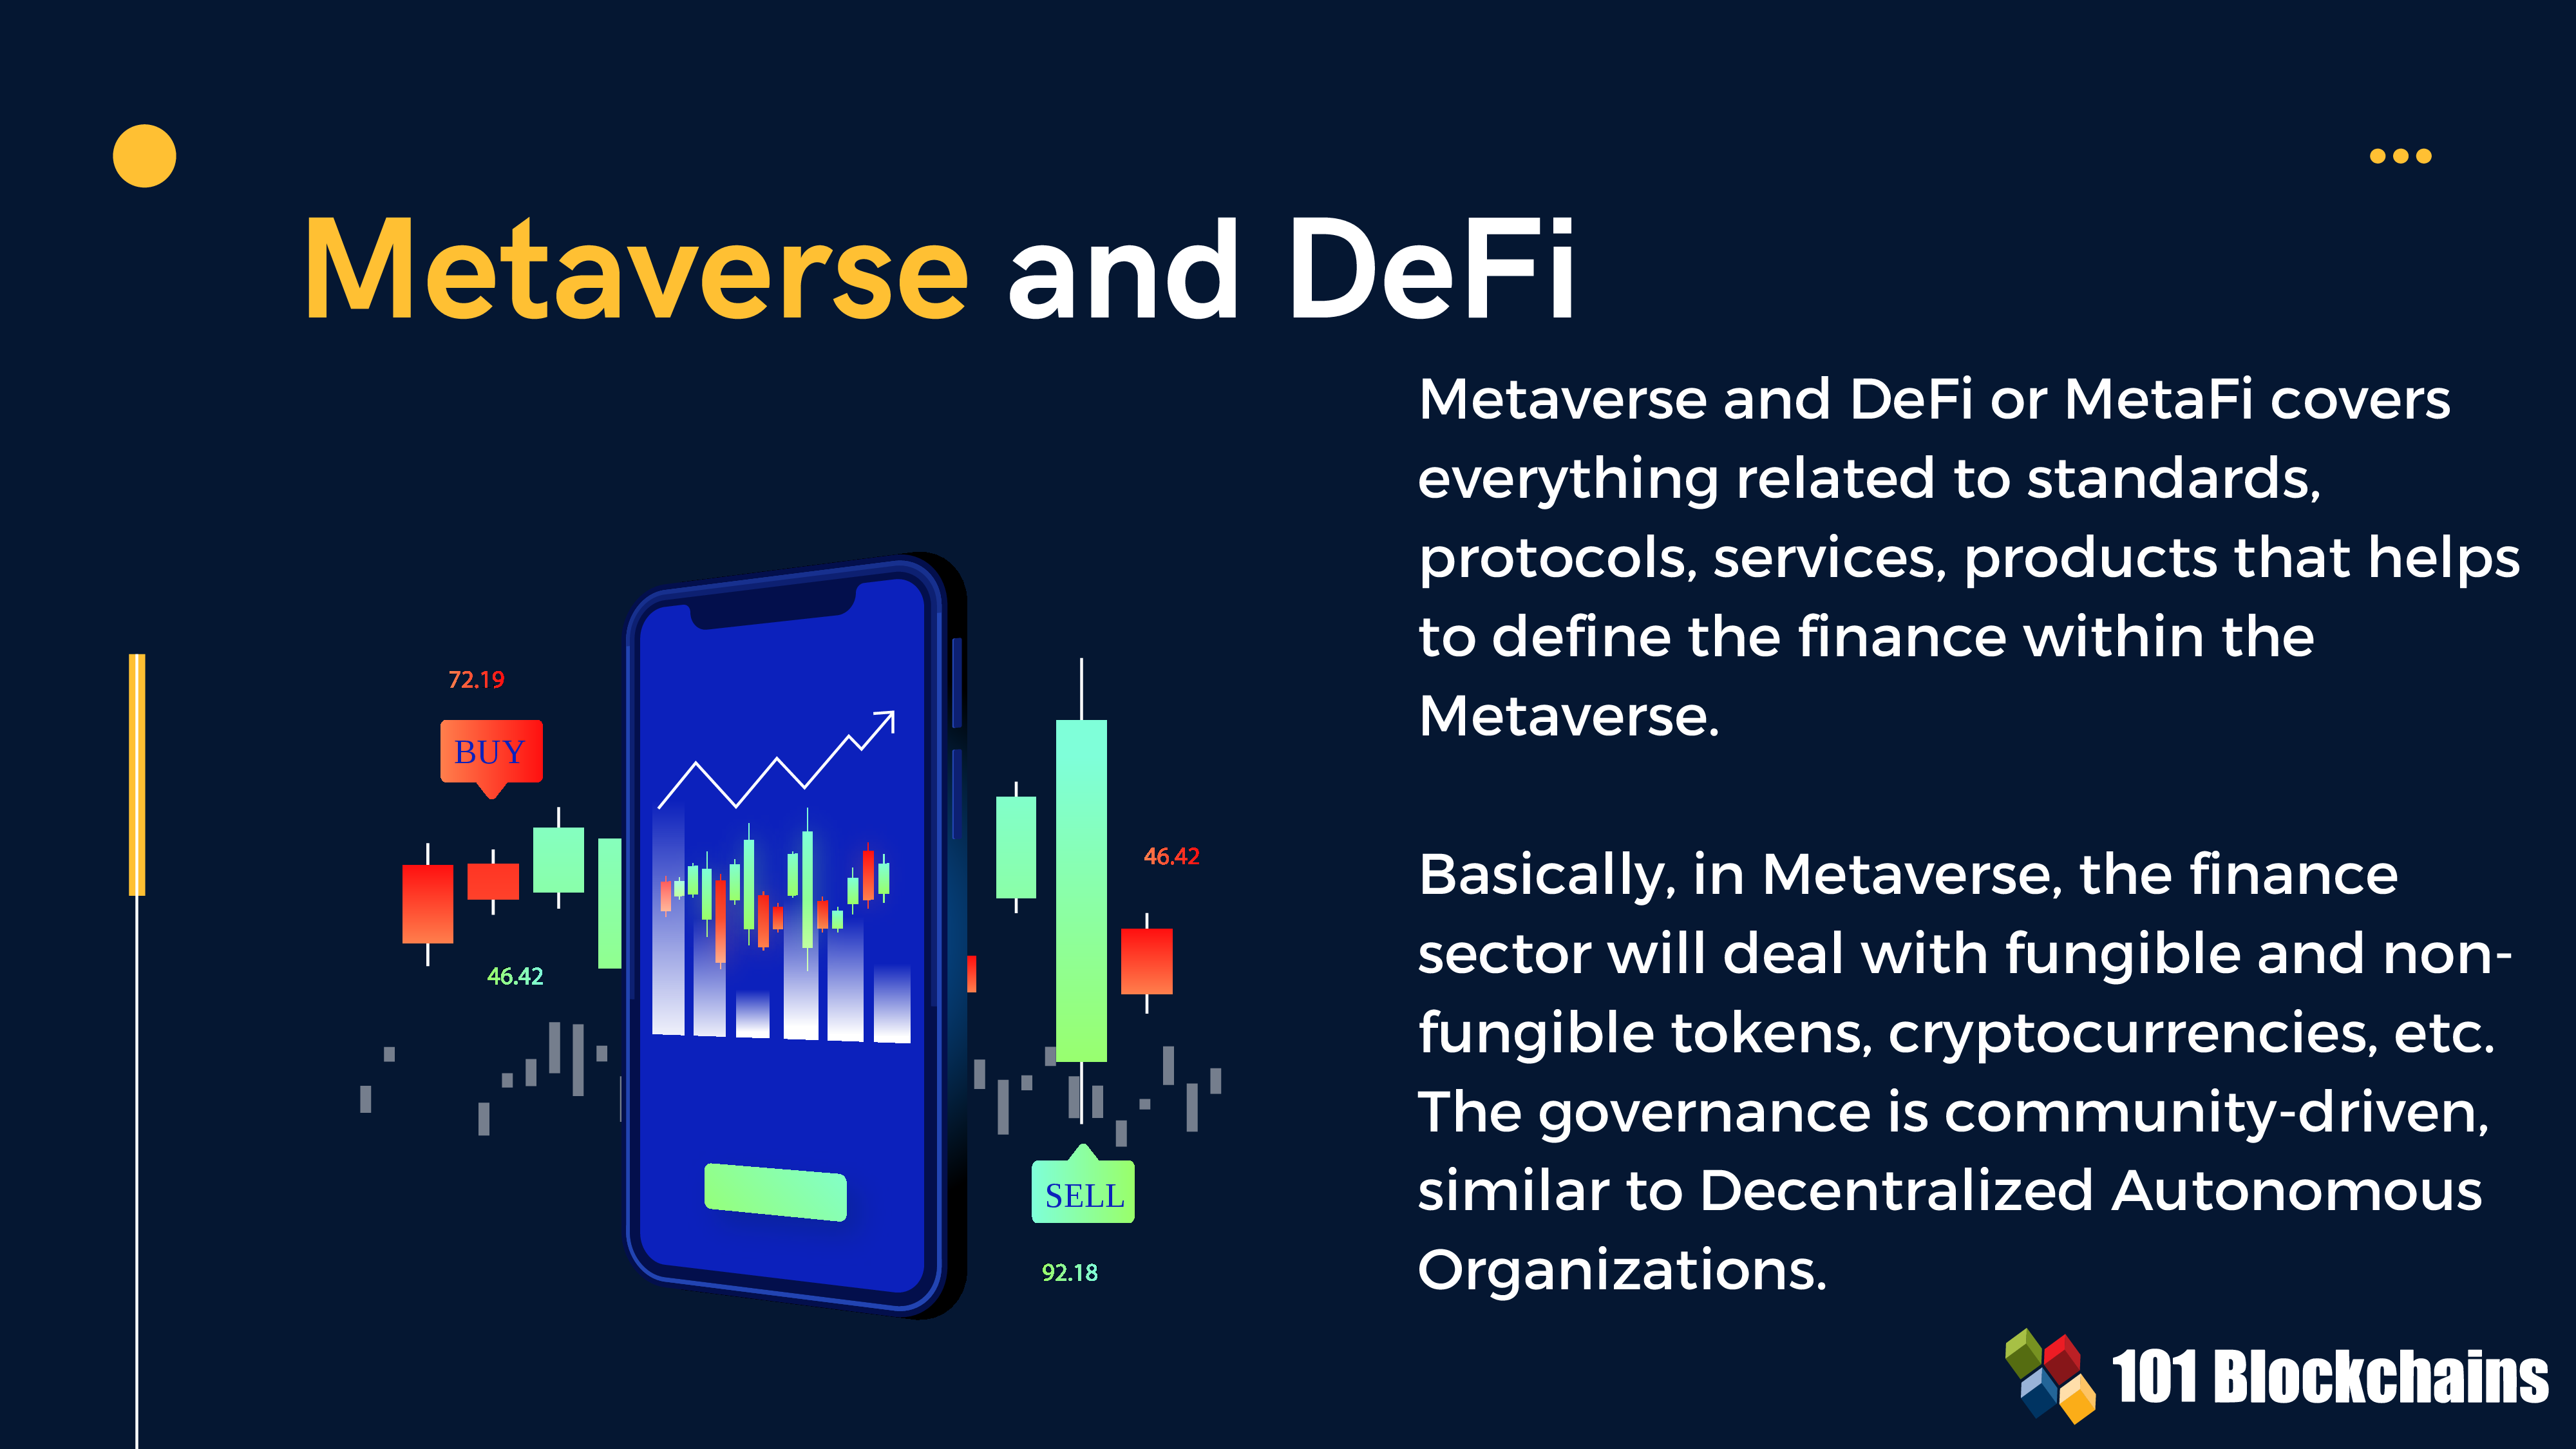 Metaverse and DeFi
Metaverse and DeFi or MetaFi covers
everything related to standards,
protocols, services, products that helps
to define the finance within the
Metaverse.
Basically, in Metaverse, the finance
sector will deal with fungible and non-
fungible tokens, cryptocurrencies, etc.
The governance is community-driven,
similar to Decentralized Autonomous
Organizations.
72.19
BUY
46.42
46.42
SELL
92.18
101 Blockchains